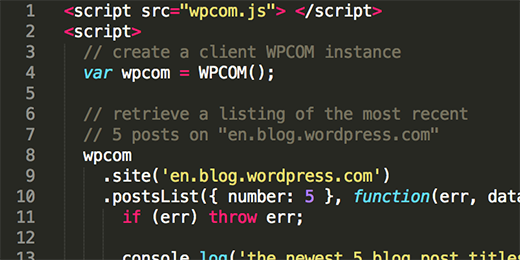 1 <script src="wpcom.js"> </script>
2 <script>
3 // create a client WPCOM instance
4 var wpcom = WPCOM();
5
6 // retrieve a listing of the most recent
7 // 5 posts on "en.blog.wordpress.com"
8 wpcom
9 .site('en.blog.wordpress.com')
10 .postsList({ number: 5 }, function(err, data
11 if (err) throw err;
12
13 console.log('the newest 5 blog post titles